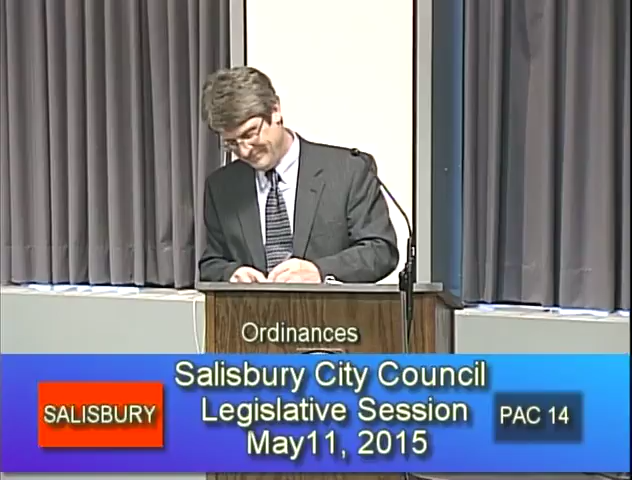 Ordinances
Salisbury City Council
SALISBURY
Legislative Session
PAC 14
May11, 2015